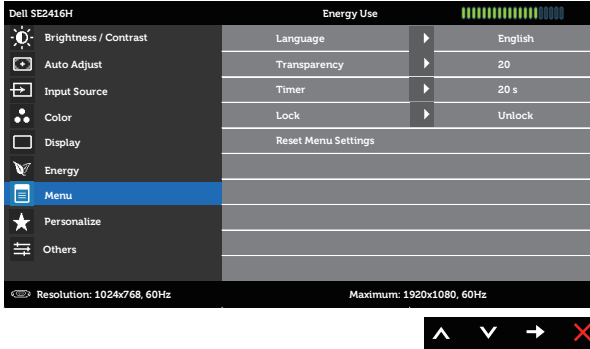 Dell SE2416H Energy Use
Brightness / Contrast Language English
Auto Adjust Transparency 20
Input Source Timer 20 s
Color Lock Unlock
Display Reset Menu Settings
Energy
Menu
Personalize
Others
Resolution: 1024x768, 60Hz Maximum: 1920x1080, 60Hz